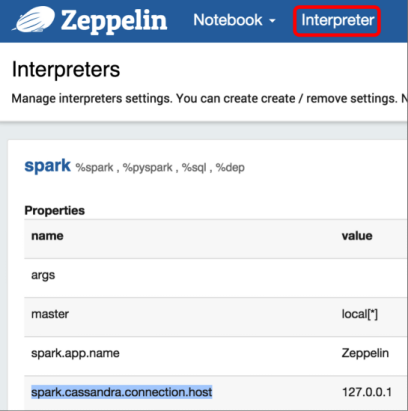 Zeppelin Notebook Interpreter
Interpreters
Manage interpreters settings. You can create create / remove settings.
spark %spark , %pyspark , %sql , %dep
Properties
name value
args
master local[*]
spark.app.name Zeppelin
spark.cassandra.connection.host 127.0.0.1